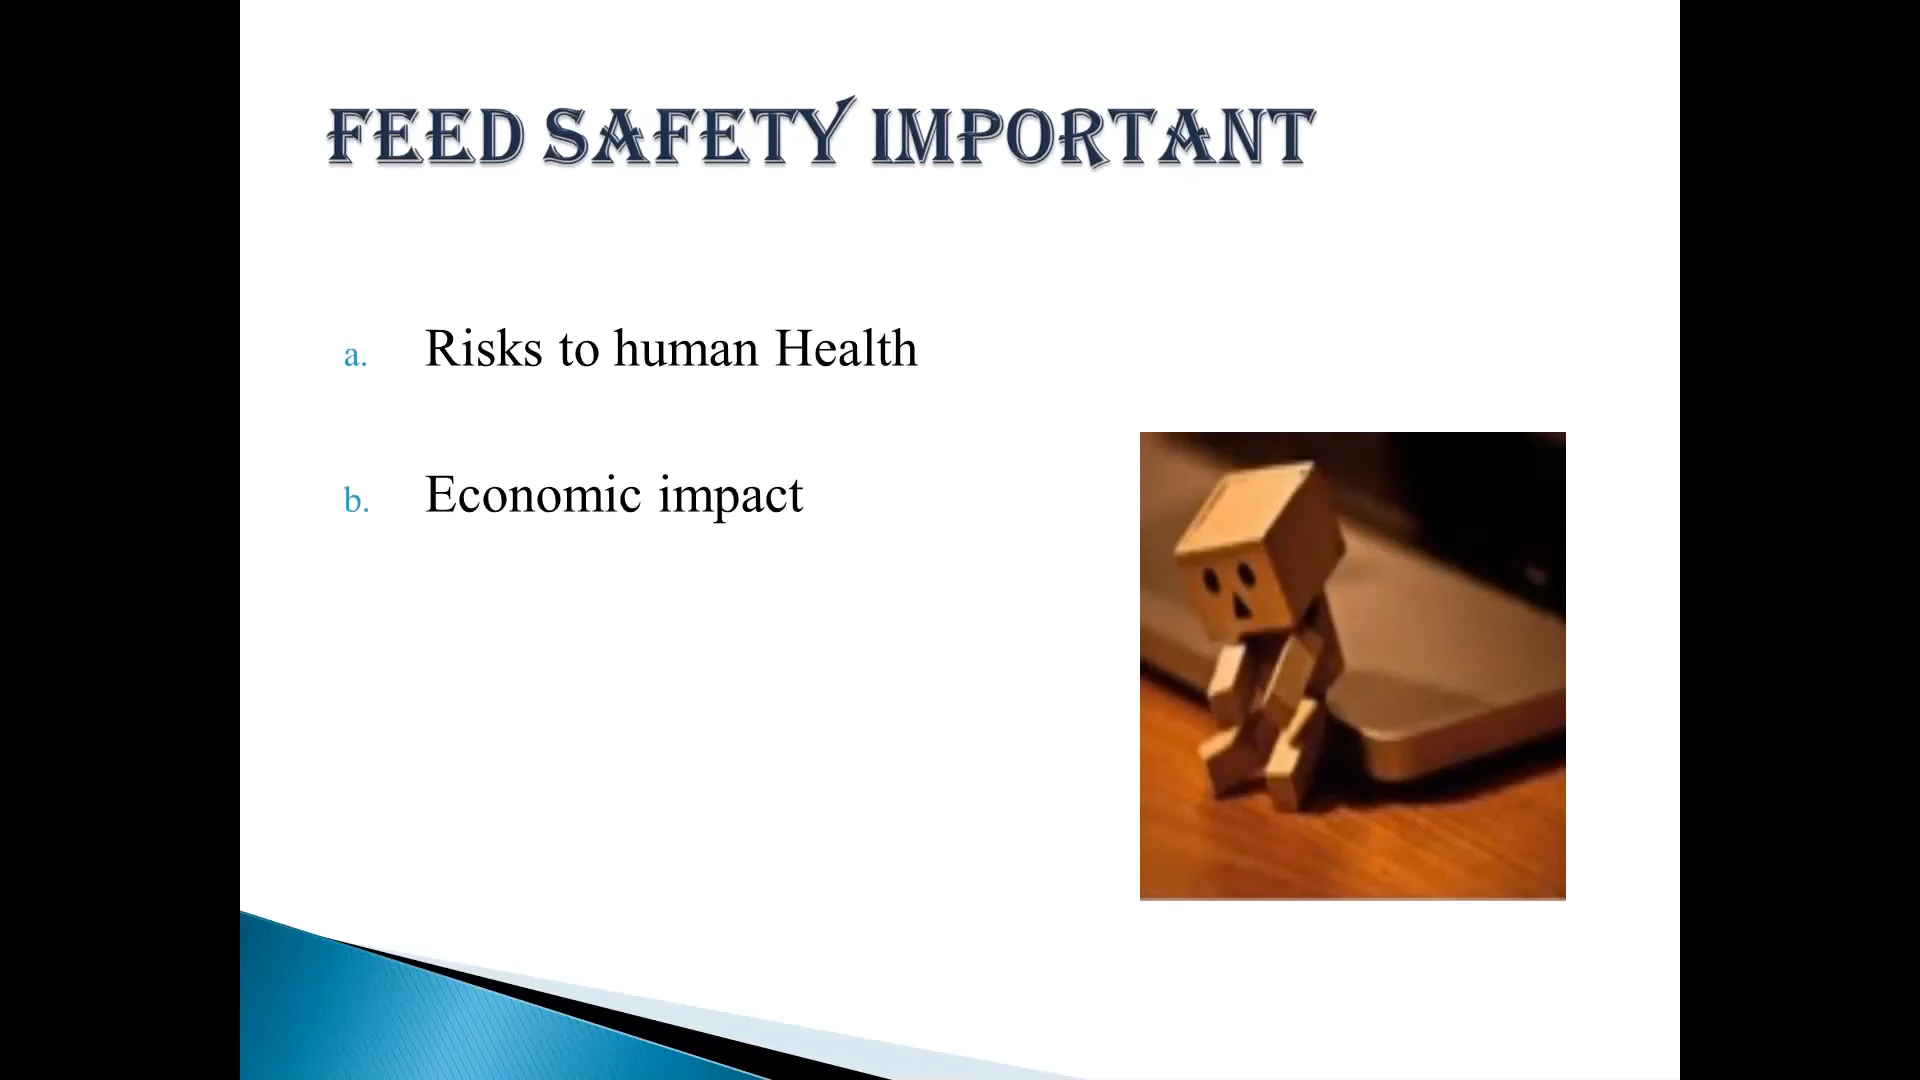 FEED SAFETY IMPORTANT
a. Risks to human Health
b. Economic impact